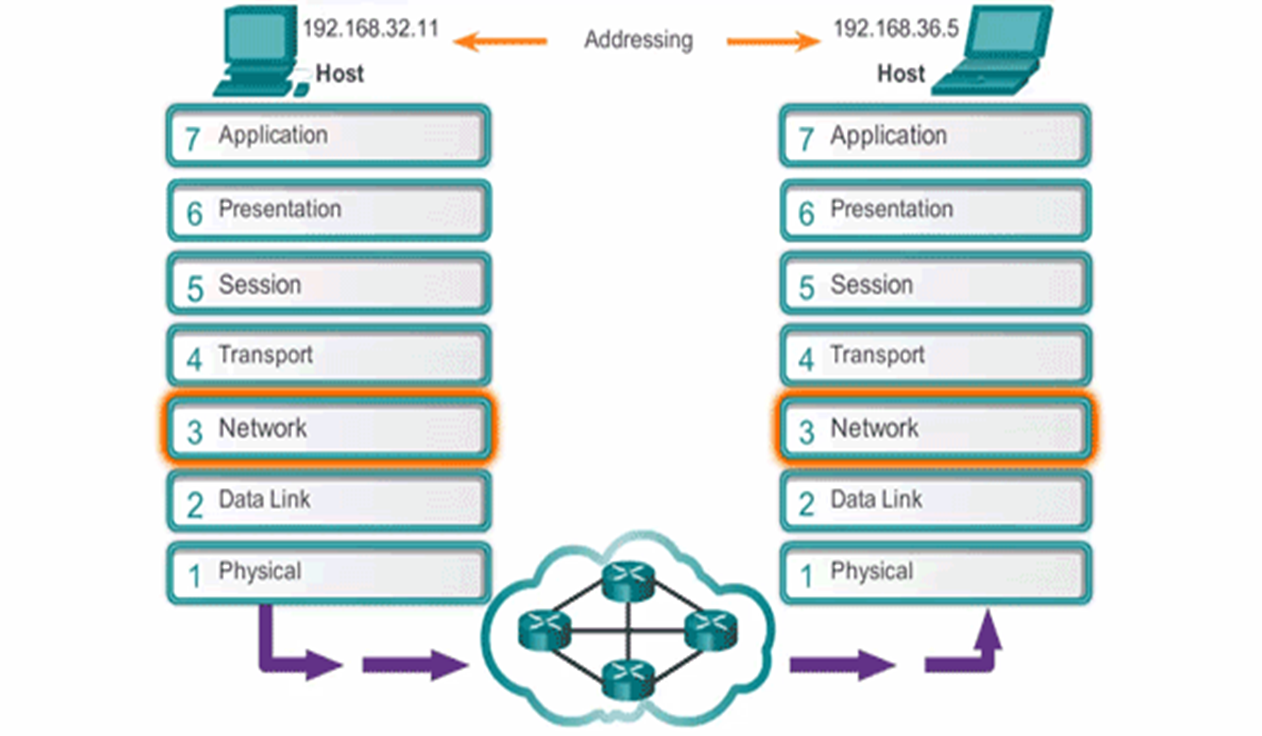 192.168.32.11
Addressing
192.168.36.5
Host
Host
7 Application
6 Presentation
5 Session
4 Transport
3 Network
2 Data Link
1 Physical
7 Application
6 Presentation
5 Session
4 Transport
3 Network
2 Data Link
1 Physical